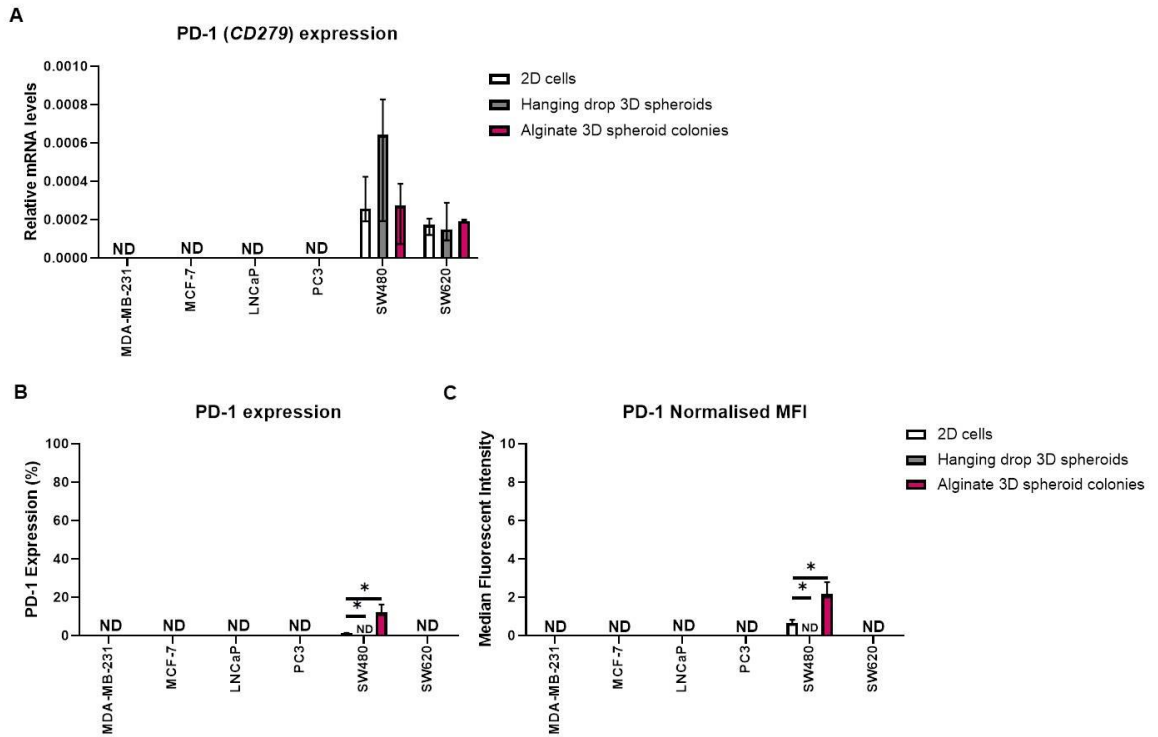 A
PD-1 (CD279) expression
Relative mRNA levels
0.0010
0.0008
0.0006
0.0004
0.0002
0.0000
ND ND ND ND
MDA-MB-231
MCF-7
LNCaP
PC3
SW480
SW620
2D cells
Hanging drop 3D spheroids
Alginate 3D spheroid colonies
B
PD-1 expression
PD-1 Expression (%)
100
80
60
40
20
0
ND ND ND ND * * ND ND
MDA-MB-231
MCF-7
LNCaP
PC3
SW480
SW620
C
PD-1 Normalised MFI
Median Fluorescent Intensity
10
8
6
4
2
0
ND ND ND ND * * ND ND
MDA-MB-231
MCF-7
LNCaP
PC3
SW480
SW620
2D cells
Hanging drop 3D spheroids
Alginate 3D spheroid colonies